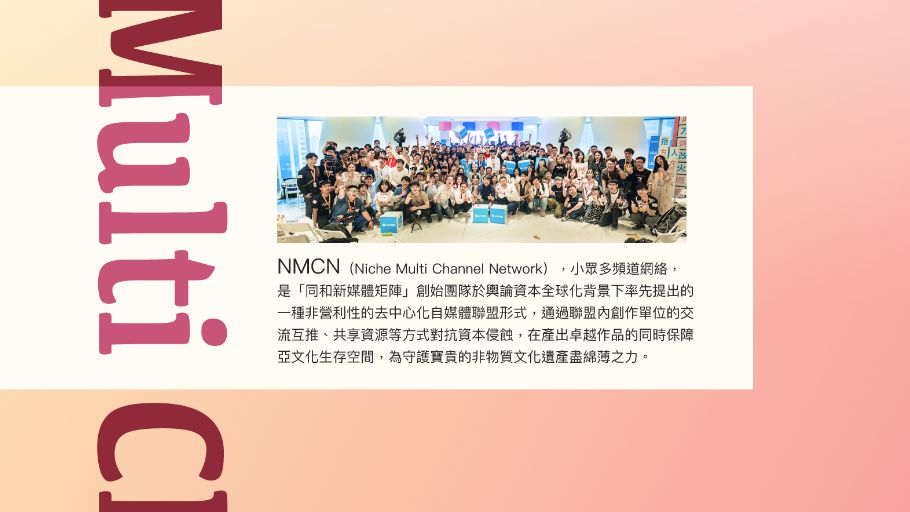 Multi
NMCN（Niche Multi Channel Network），小眾多頻道網絡，
是「同和新媒體矩陣」創始團隊於輿論資本全球化背景下率先提出的
一種非營利性的去中心化自媒體聯盟形式，通過聯盟內創作單位的交
流互推、共享資源等方式對抗資本侵蝕，在產出卓越作品的同時保障
亞文化生存空間，為守護寶貴的非物質文化遺產盡綿薄之力。